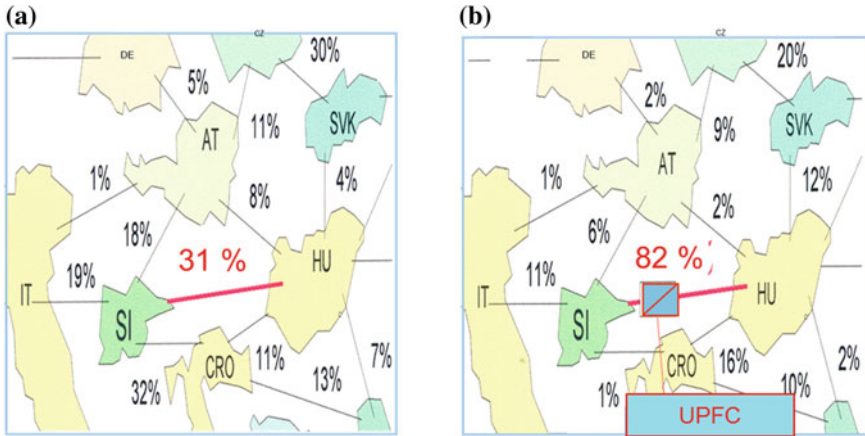 (a)
CZ
DE
30%
5%
SVK
11%
AT
4%
1%
8%
18%
31 %
HU
19%
IT
SI
CRO
11%
7%
13%
32%
(b)
CZ
DE
20%
2%
SVK
9%
AT
12%
1%
2%
6%
82 %
HU
11%
IT
SI
CRO
16%
2%
10%
1%
UPFC